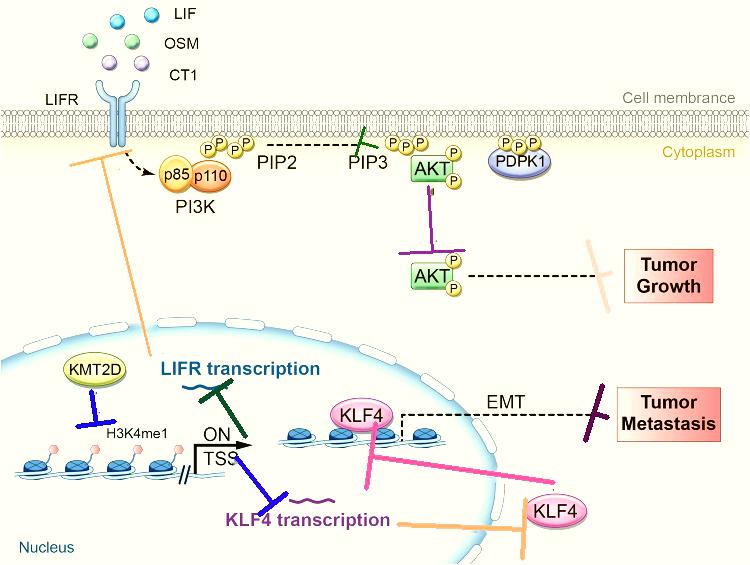 LIF
OSM
CT1
LIFR
Cell membrance
Cytoplasm
P P P P
PIP2
PIP3
P P P
AKT
P
P
P P P
PDPK1
p85 p110
PI3K
AKT
P
P
Tumor
Growth
KMT2D
LIFR transcription
H3K4me1
ON
TSS
KLF4
EMT
Tumor
Metastasis
KLF4 transcription
KLF4
Nucleus